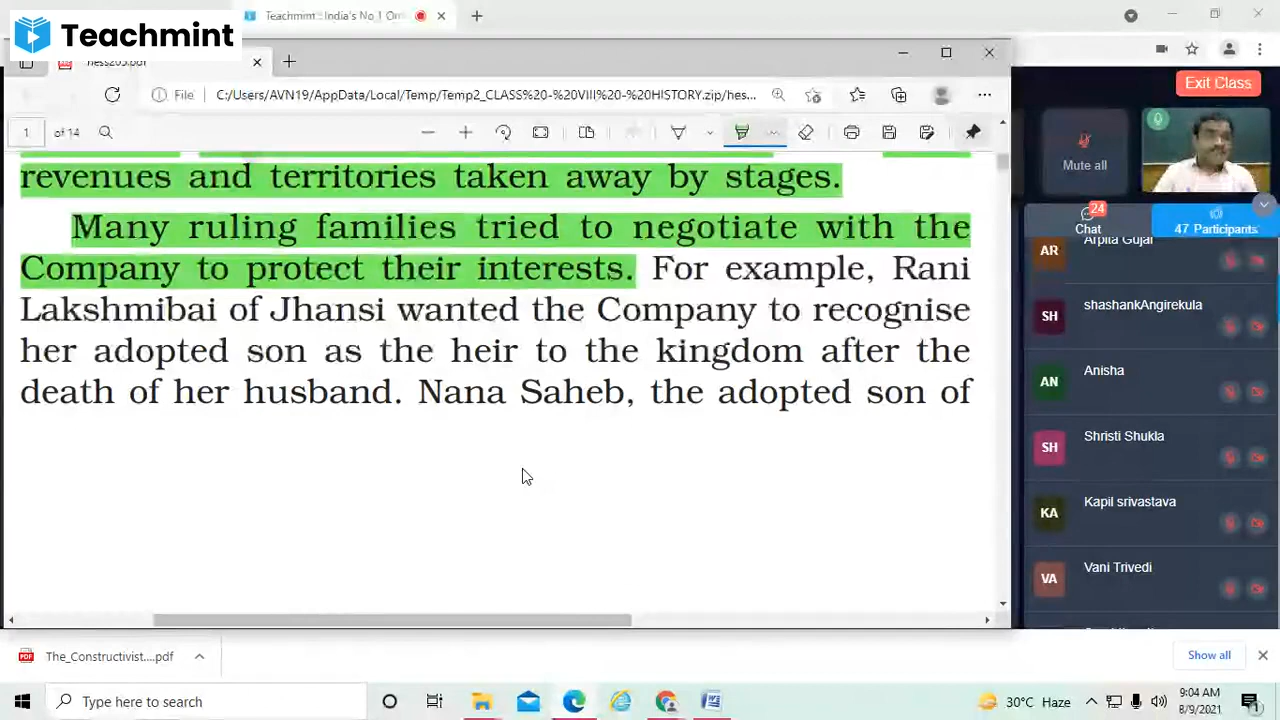 Teachmint - India's No 1 On
Teachmint
hess205.pdf
File
C:/Users/AVN19/AppData/Local/Temp/Temp2... %20VIII%20-%20HISTORY.zip/hes...
Exit Class
1 of 14
Mute all
24
Chat
47 Participants
revenues and territories taken away by stages.
Many ruling families tried to negotiate with the
Company to protect their interests. For example, Rani
Lakshmibai of Jhansi wanted the Company to recognise
her adopted son as the heir to the kingdom after the
death of her husband. Nana Saheb, the adopted son of
AR Arpita Gujar
SH shashankAngirekula
AN Anisha
SH Shristi Shukla
KA Kapil srivastava
VA Vani Trivedi
PDF The_Constructivist....pdf
Show all
Type here to search
30°C Haze
9:04 AM
8/9/2021
1